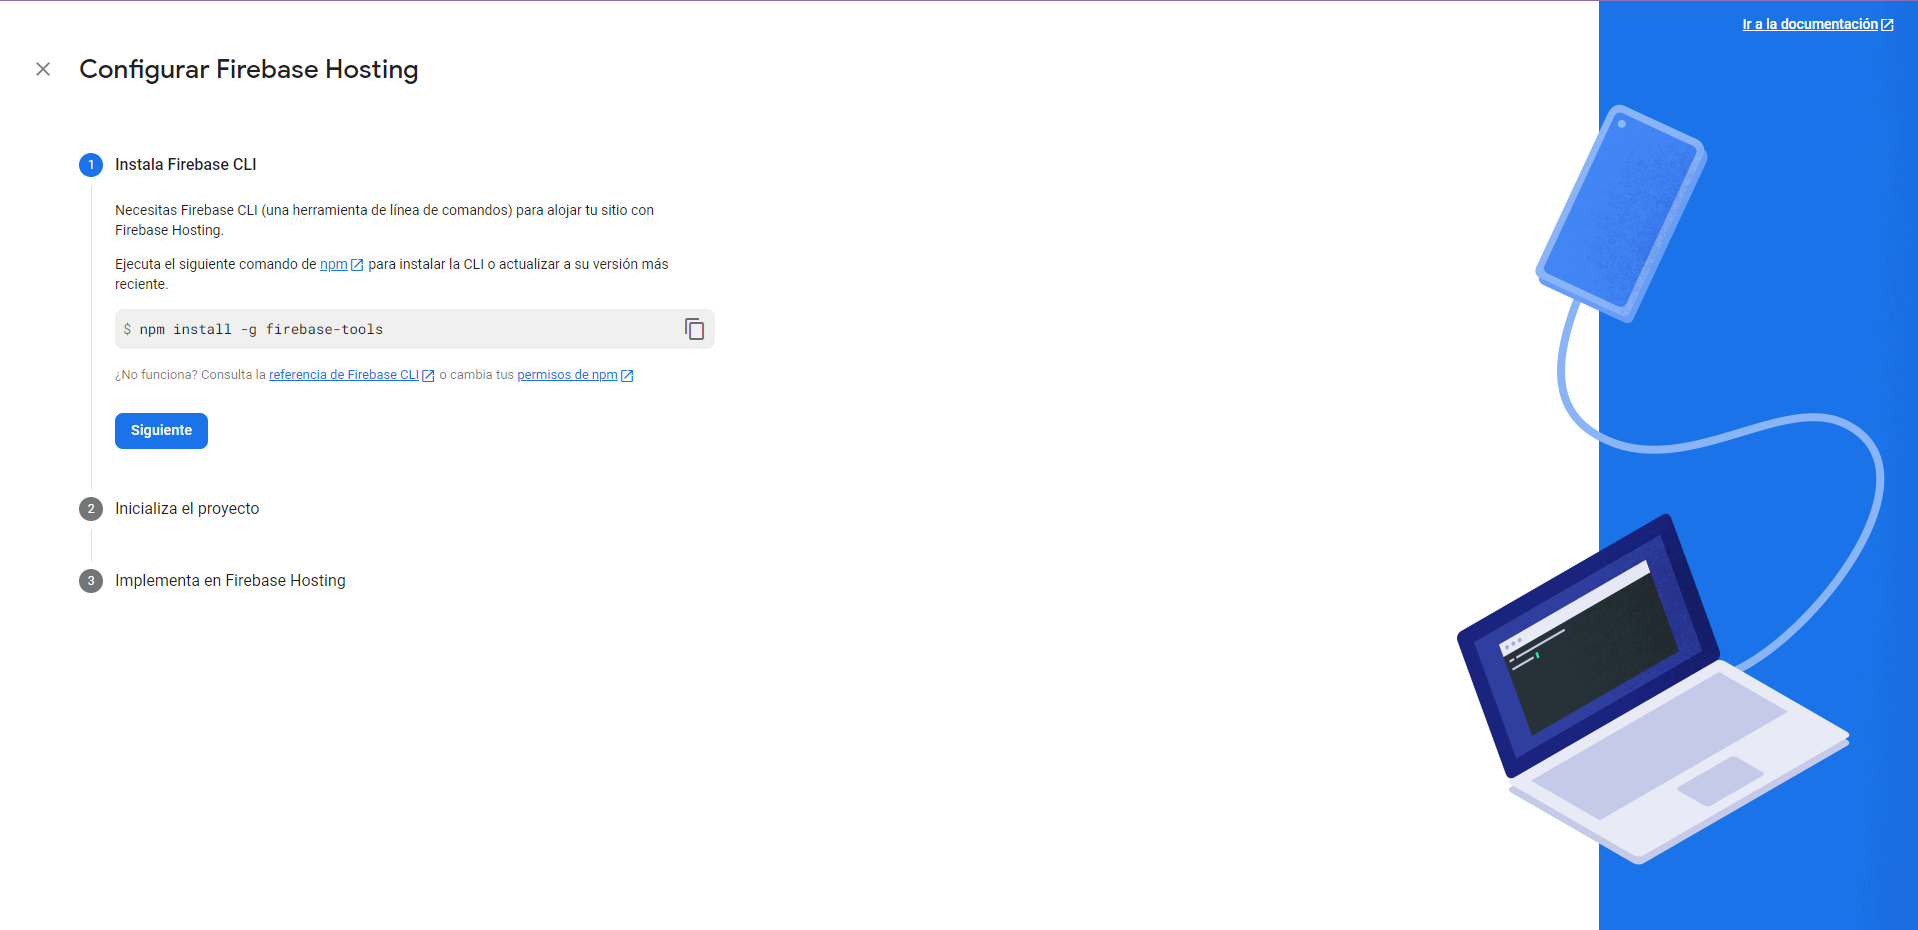 Ir a la documentación
Configurar Firebase Hosting
1 Instala Firebase CLI
Necesitas Firebase CLI (una herramienta de línea de comandos) para alojar tu sitio con
Firebase Hosting.
Ejecuta el siguiente comando de npm para instalar la CLI o actualizar a su versión más
reciente.
$ npm install -g firebase-tools
¿No funciona? Consulta la referencia de Firebase CLI o cambia tus permisos de npm
Siguiente
2 Inicializa el proyecto
3 Implementa en Firebase Hosting